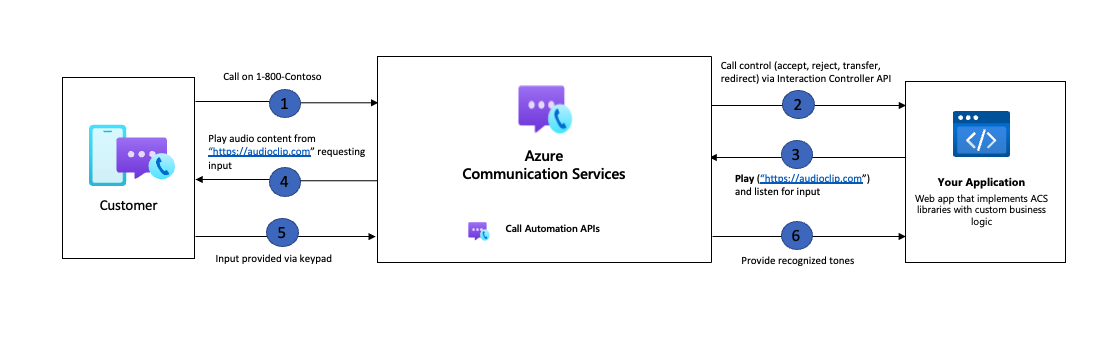 Call on 1-800-Contoso
1
Play audio content from
“https://audioclip.com” requesting
input
4
5
Input provided via keypad
Customer
Azure
Communication Services
Call Automation APIs
Call control (accept, reject, transfer,
redirect) via Interaction Controller API
2
3
Play (“https://audioclip.com”)
and listen for input
6
Provide recognized tones
</>
Your Application
Web app that implements ACS
libraries with custom business
logic